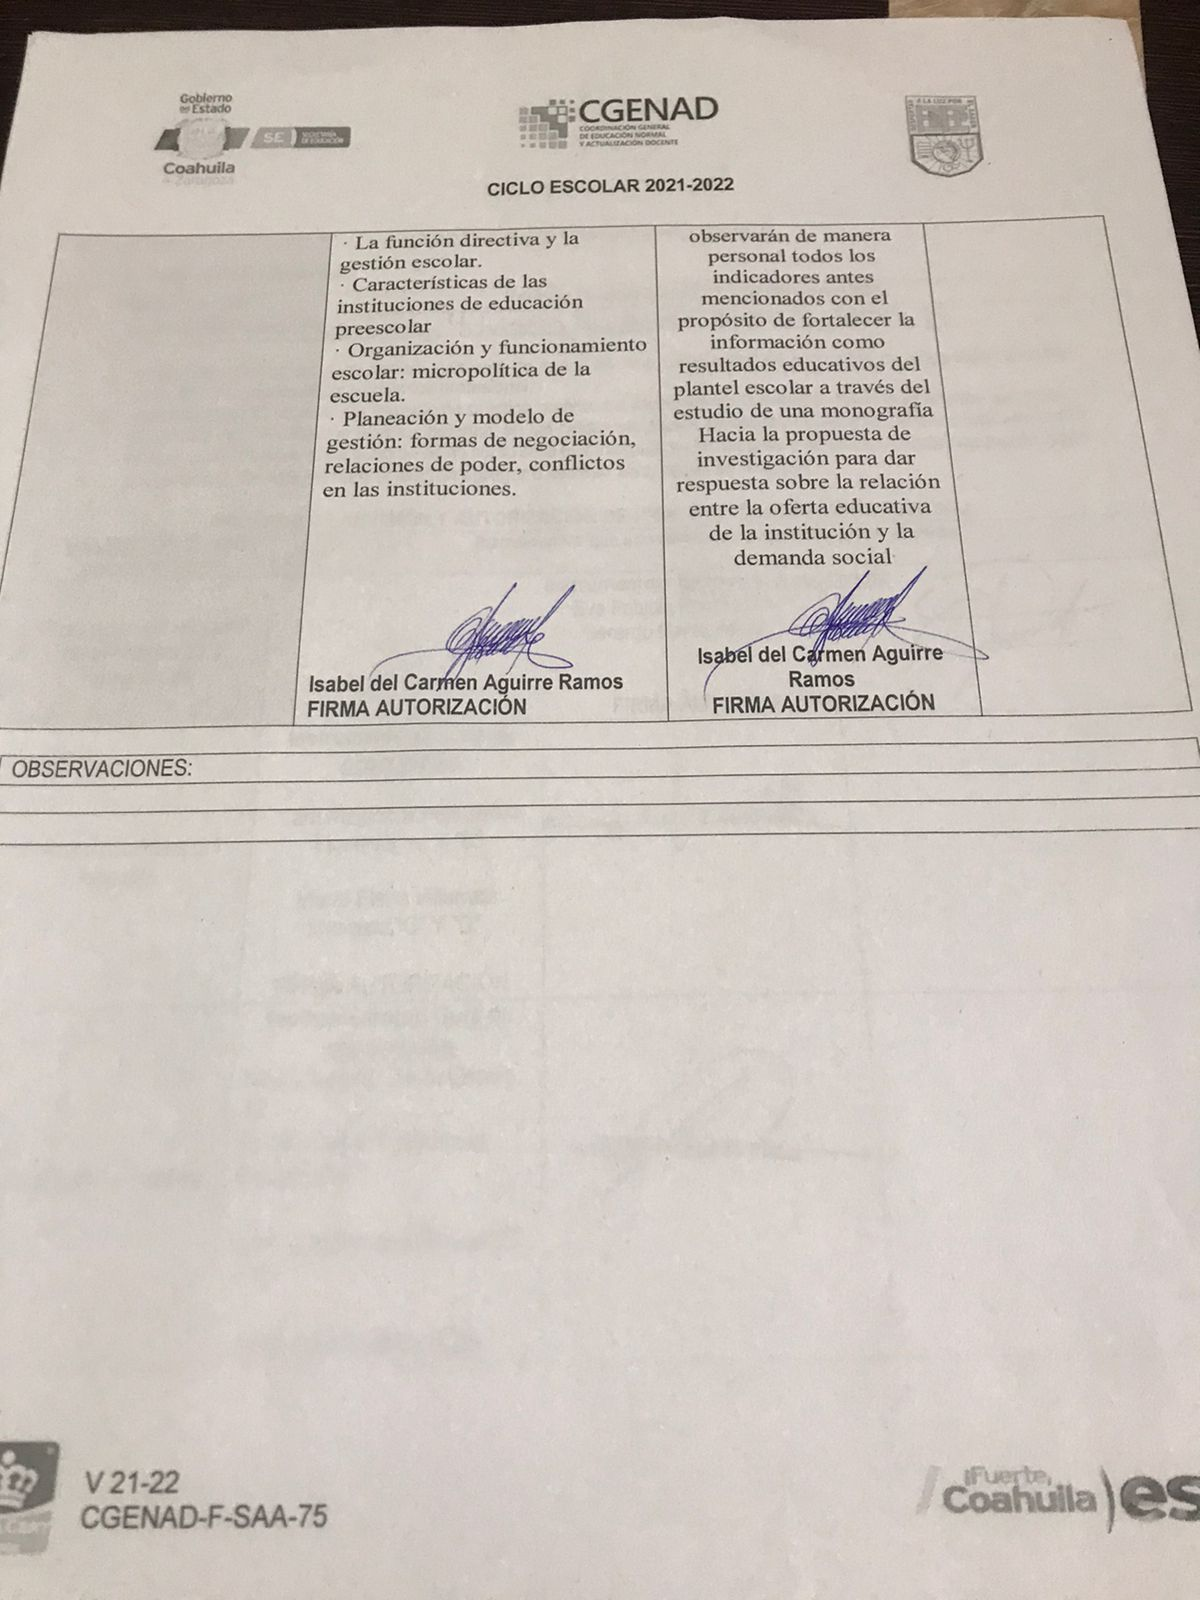 Gobierno
del Estado
SE
SECRETARÍA
DE EDUCACIÓN
Coahuila
de Zaragoza
CGENAD
COORDINACIÓN GENERAL
DE EDUCACIÓN NORMAL
Y ACTUALIZACIÓN DOCENTE
CICLO ESCOLAR 2021-2022
· La función directiva y la
gestión escolar.
· Características de las
instituciones de educación
preescolar
· Organización y funcionamiento
escolar: micropolítica de la
escuela.
· Planeación y modelo de
gestión: formas de negociación,
relaciones de poder, conflictos
en las instituciones.
Isabel del Carmen Aguirre Ramos
FIRMA AUTORIZACIÓN
observarán de manera
personal todos los
indicadores antes
mencionados con el
propósito de fortalecer la
información como
resultados educativos del
plantel escolar a través del
estudio de una monografía
Hacia la propuesta de
investigación para dar
respuesta sobre la relación
entre la oferta educativa
de la institución y la
demanda social
Isabel del Carmen Aguirre
Ramos
FIRMA AUTORIZACIÓN
OBSERVACIONES:
V 21-22
CGENAD-F-SAA-75
¡Fuerte,
Coahuila
es